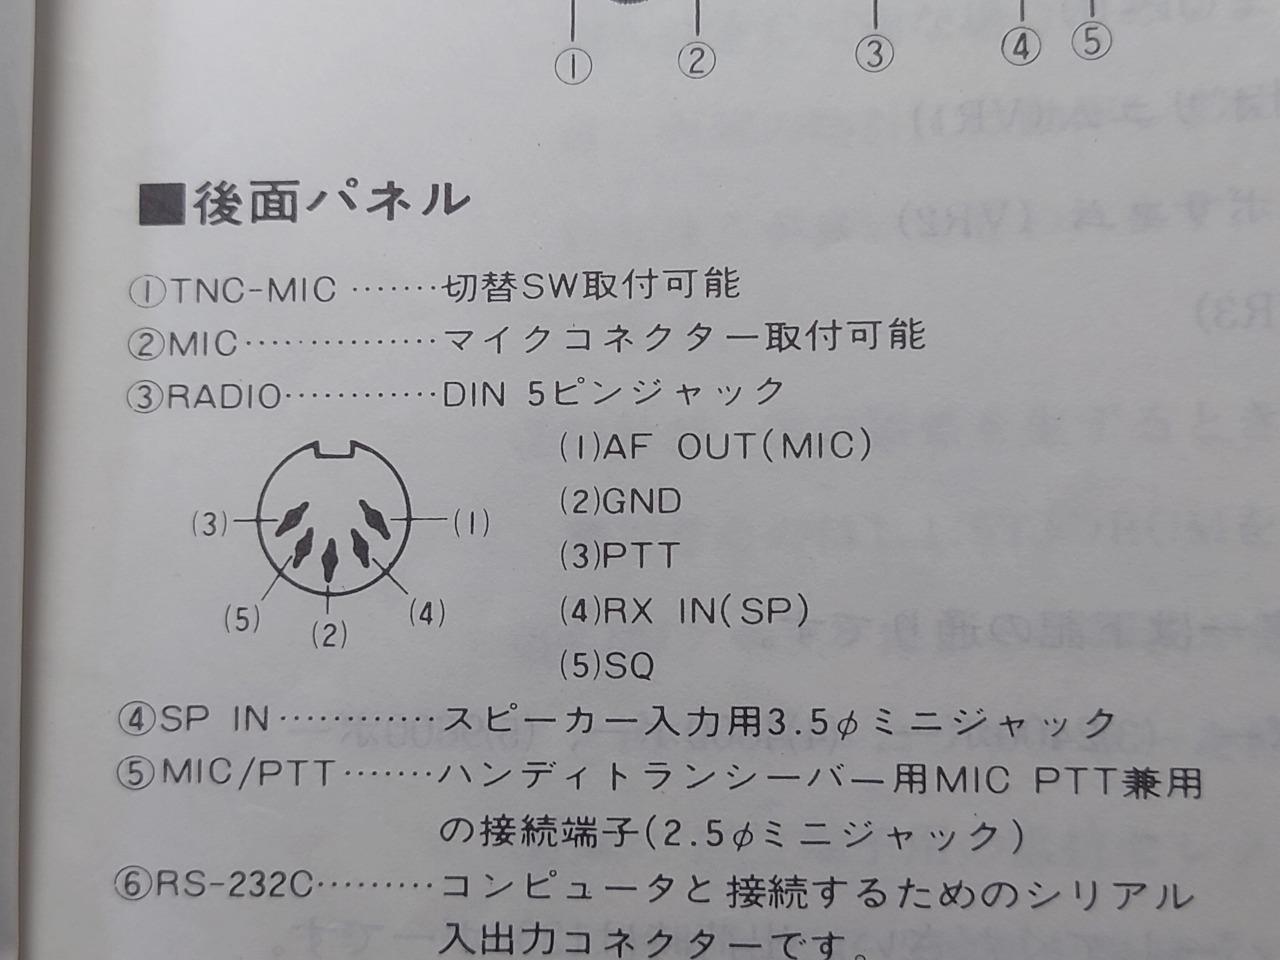 ① ② ③ ④ ⑤
■後面パネル
①TNC-MIC ·······切替SW取付可能
②MIC··············マイクコネクター取付可能
③RADIO···········DIN 5ピンジャック
(1)AF OUT(MIC)
(2)GND
(3)PTT
(4)RX IN(SP)
(5)SQ
(3) (1)
(5) (2) (4)
④SP IN···········スピーカー入力用3.5φミニジャック
⑤MIC/PTT·······ハンディトランシーバー用MIC PTT兼用
の接続端子(2.5φミニジャック)
⑥RS-232C·········コンピュータと接続するためのシリアル
入出力コネクターです。